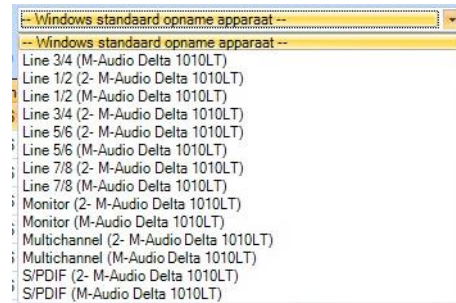 -- Windows standaard opname apparaat --
-- Windows standaard opname apparaat --
Line 3/4 (M-Audio Delta 1010LT)
Line 1/2 (2- M-Audio Delta 1010LT)
Line 1/2 (M-Audio Delta 1010LT)
Line 3/4 (2- M-Audio Delta 1010LT)
Line 5/6 (2- M-Audio Delta 1010LT)
Line 5/6 (M-Audio Delta 1010LT)
Line 7/8 (2- M-Audio Delta 1010LT)
Line 7/8 (M-Audio Delta 1010LT)
Monitor (2- M-Audio Delta 1010LT)
Monitor (M-Audio Delta 1010LT)
Multichannel (2- M-Audio Delta 1010LT)
Multichannel (M-Audio Delta 1010LT)
S/PDIF (2- M-Audio Delta 1010LT)
S/PDIF (M-Audio Delta 1010LT)